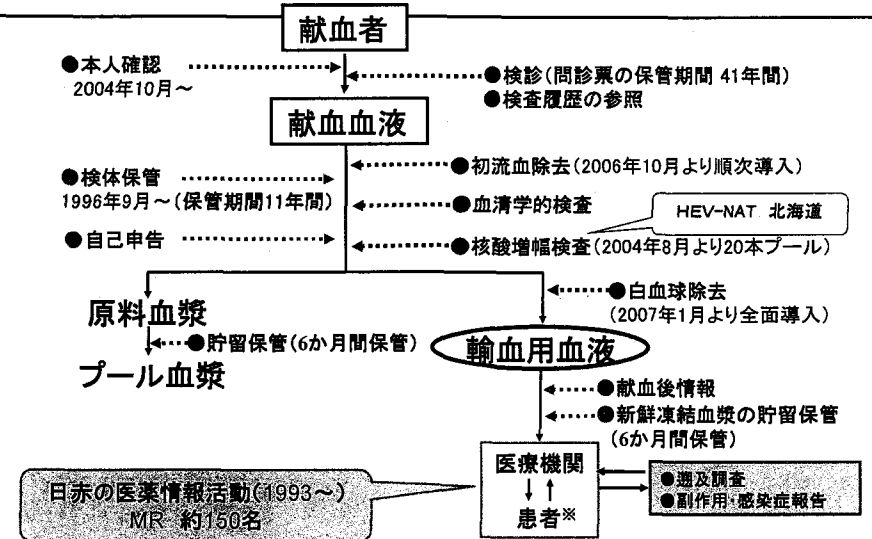 献血者
●本人確認
2004年10月～
●検診(問診票の保管期間 41年間)
●検査履歴の参照
献血血液
●初流血除去(2006年10月より順次導入)
●検体保管
1996年9月～(保管期間11年間)
●血清学的検査
HEV-NAT 北海道
●自己申告
●核酸増幅検査(2004年8月より20本プール)
原料血漿
●白血球除去
(2007年1月より全面導入)
●貯留保管(6か月間保管)
輸血用血液
プール血漿
●献血後情報
●新鮮凍結血漿の貯留保管
(6か月間保管)
医療機関
日赤の医薬情報活動(1993～)
MR 約150名
●遡及調査
●副作用・感染症報告
患者※